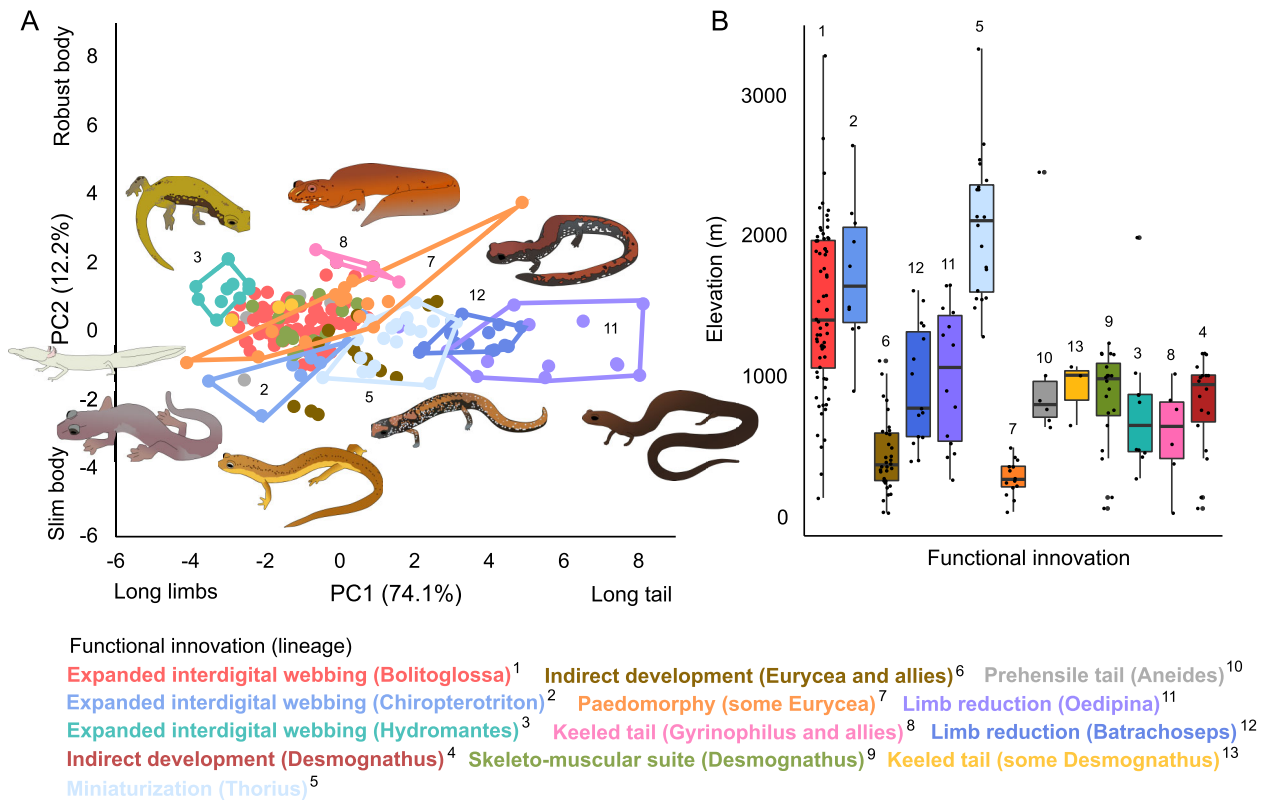 A
B
Robust body
PC2 (12.2%)
Slim body
8
6
4
2
0
-2
-4
-6
-6
-4
-2
0
2
4
6
8
Long limbs
PC1 (74.1%)
Long tail
3
8
7
12
11
2
5
Elevation (m)
3000
2000
1000
0
1
2
6
12
11
5
7
10
13
9
3
8
4
Functional innovation
Functional innovation (lineage)
Expanded interdigital webbing (Bolitoglossa)1 Indirect development (Eurycea and allies)6 Prehensile tail (Aneides)10
Expanded interdigital webbing (Chiropterotriton)2 Paedomorphy (some Eurycea)7 Limb reduction (Oedipina)11
Expanded interdigital webbing (Hydromantes)3 Keeled tail (Gyrinophilus and allies)8 Limb reduction (Batrachoseps)12
Indirect development (Desmognathus)4 Skeleto-muscular suite (Desmognathus)9 Keeled tail (some Desmognathus)13
Miniaturization (Thorius)5